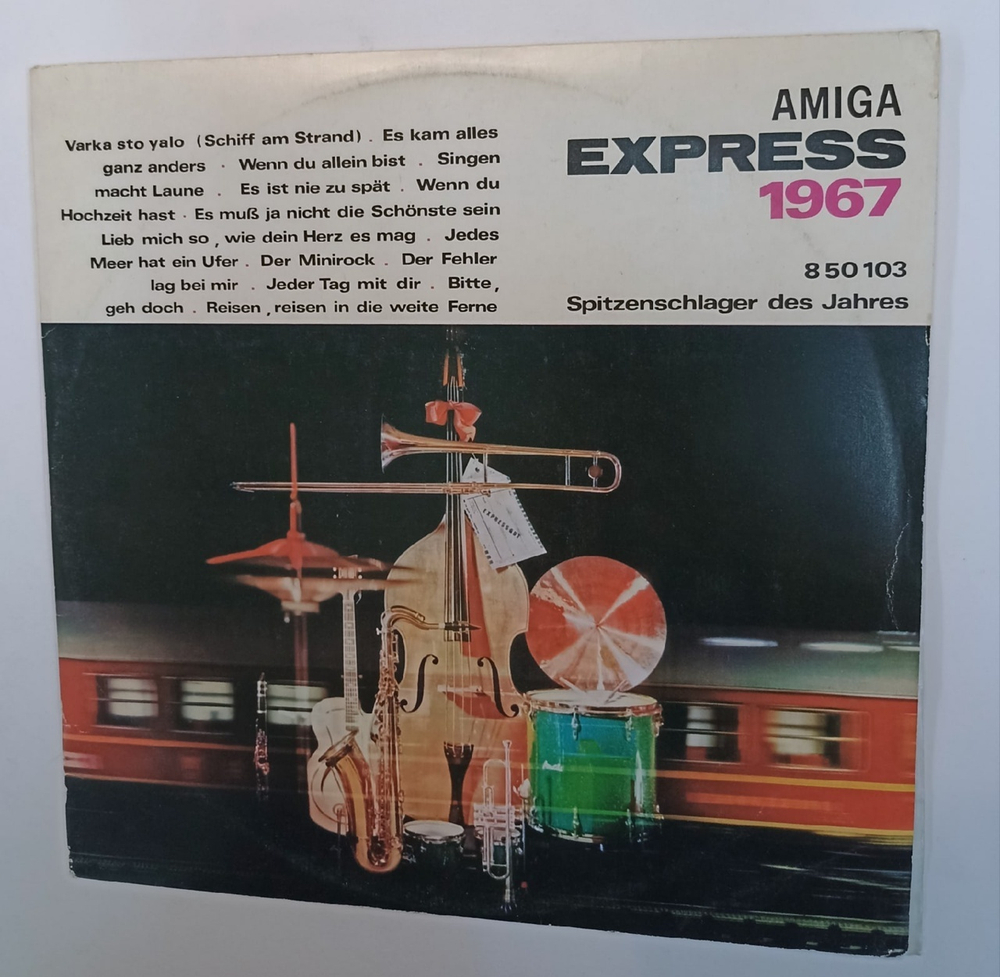 Varka sto yalo (Schiff am Strand) . Es kam alles
ganz anders · Wenn du allein bist . Singen
macht Laune . Es ist nie zu spät . Wenn du
Hochzeit hast · Es muß ja nicht die Schönste sein
Lieb mich so , wie dein Herz es mag . Jedes
Meer hat ein Ufer . Der Minirock . Der Fehler
lag bei mir . Jeder Tag mit dir . Bitte,
geh doch . Reisen , reisen in die weite Ferne
AMIGA
EXPRESS
1967
8 50 103
Spitzenschlager des Jahres
EXPRESSGUT